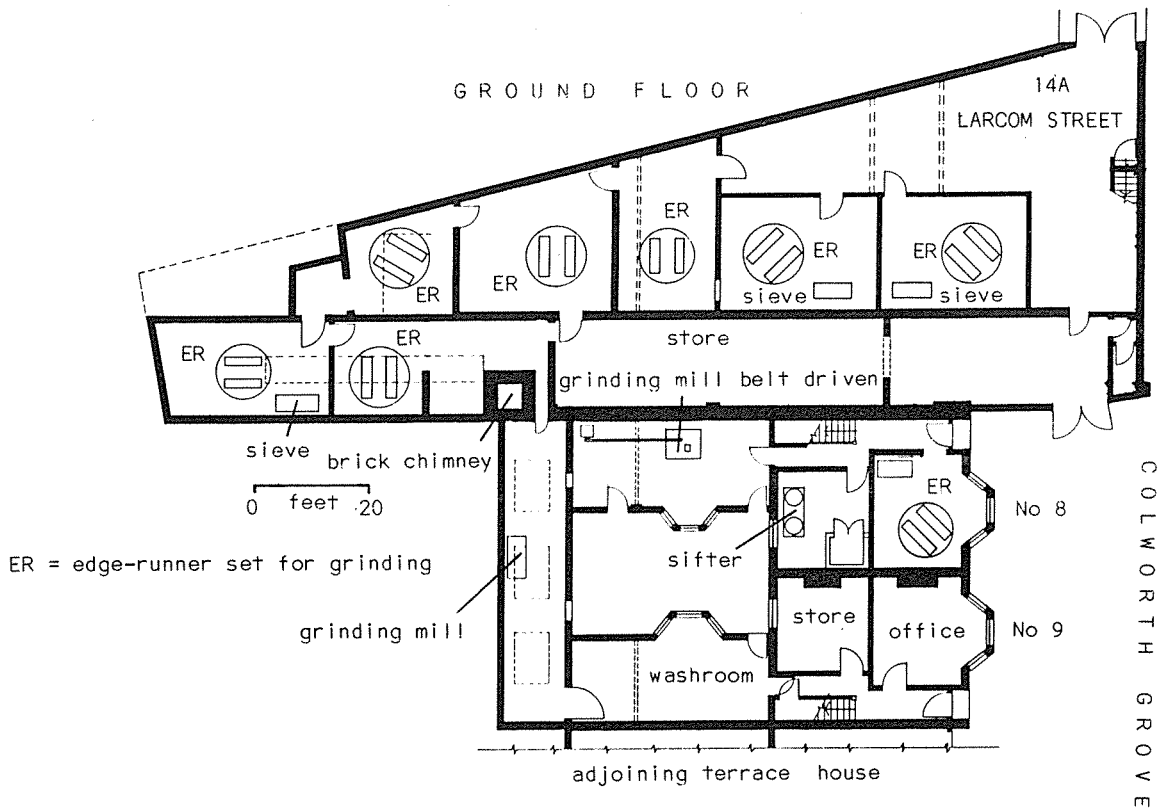 GROUND FLOOR
14A
LARCOM STREET
ER
ER
ER
ER
ER
sieve
sieve
ER
ER
store
grinding mill belt driven
sieve
brick chimney
0 feet 20
ER
No 8
ER = edge-runner set for grinding
sifter
grinding mill
store
office
No 9
washroom
adjoining terrace house
COLWORTH GROVE